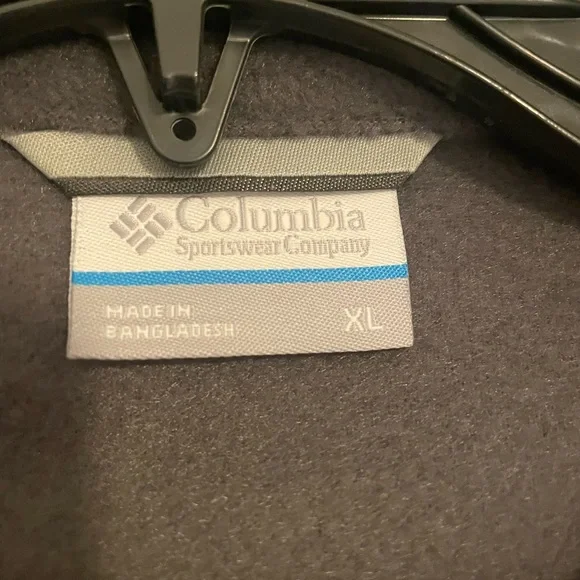 Columbia
Sportswear Company
MADE IN
BANGLADESH
XL